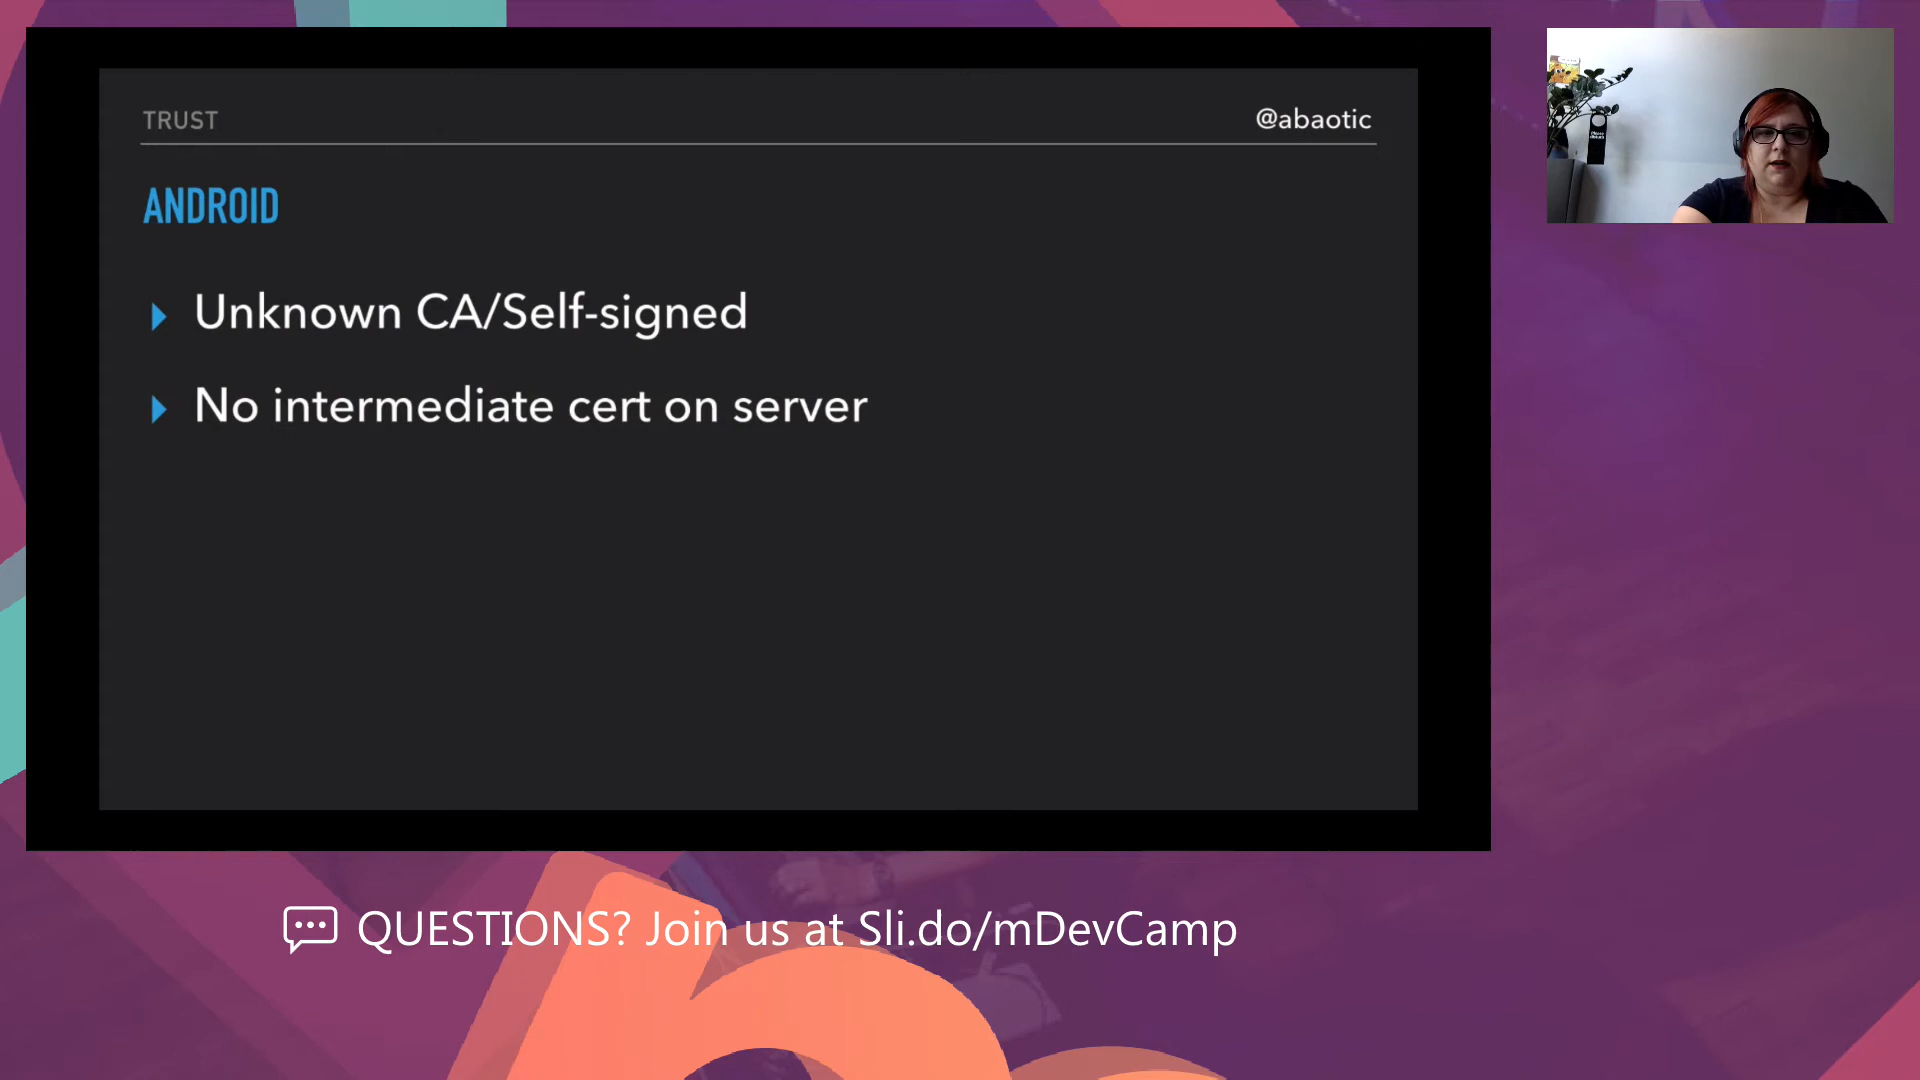 TRUST
@abaotic
ANDROID
Unknown CA/Self-signed
No intermediate cert on server
QUESTIONS? Join us at Sli.do/mDevCamp